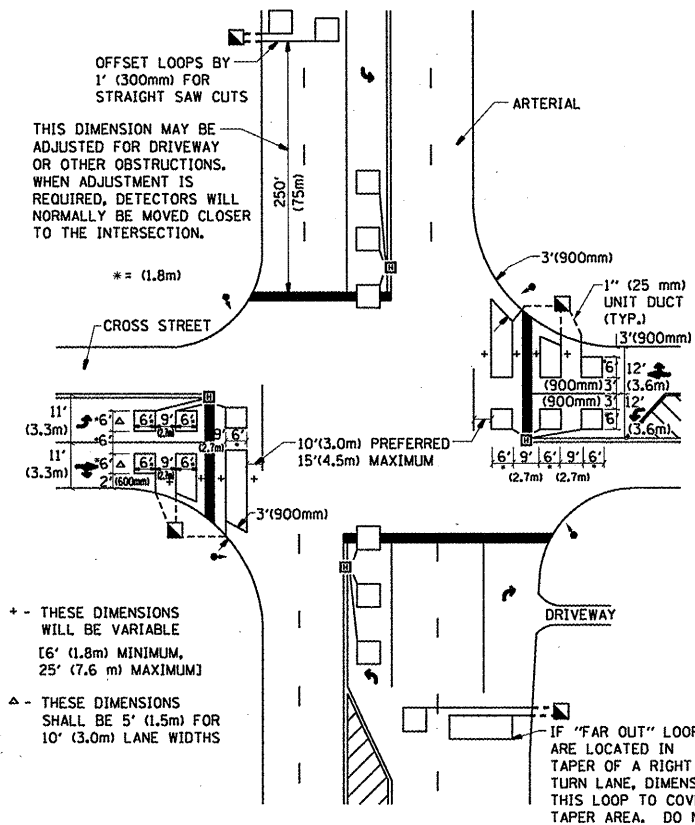 OFFSET LOOPS BY
1' (300mm) FOR
STRAIGHT SAW CUTS
ARTERIAL
THIS DIMENSION MAY BE
ADJUSTED FOR DRIVEWAY
OR OTHER OBSTRUCTIONS.
WHEN ADJUSTMENT IS
REQUIRED, DETECTORS WILL
NORMALLY BE MOVED CLOSER
TO THE INTERSECTION.
250'
(75m)
* = (1.8m)
H
3'(900mm)
1" (25 mm)
UNIT DUCT
(TYP.)
CROSS STREET
3'(900mm)
*6' 12'
(900mm) 3' (3.6m)
(900mm) 3' 12'
*6' (3.6m)
H
6' 9' 6' 9' 6'
(2.7m) (2.7m)
H
11'
(3.3m)
*6' 6' 9' 6'
(2.7m)
*6'
9' 6'
(2.7m)
11'
(3.3m)
*6' 6' 9' 6'
(2.7m)
2' (600mm)
10'(3.0m) PREFERRED
15'(4.5m) MAXIMUM
3'(900mm)
H
+ - THESE DIMENSIONS
WILL BE VARIABLE
[6' (1.8m) MINIMUM,
25' (7.6 m) MAXIMUM]
DRIVEWAY
△ - THESE DIMENSIONS
SHALL BE 5' (1.5m) FOR
10' (3.0m) LANE WIDTHS
IF "FAR OUT" LOOP
ARE LOCATED IN
TAPER OF A RIGHT
TURN LANE, DIMENS
THIS LOOP TO COV
TAPER AREA. DO N